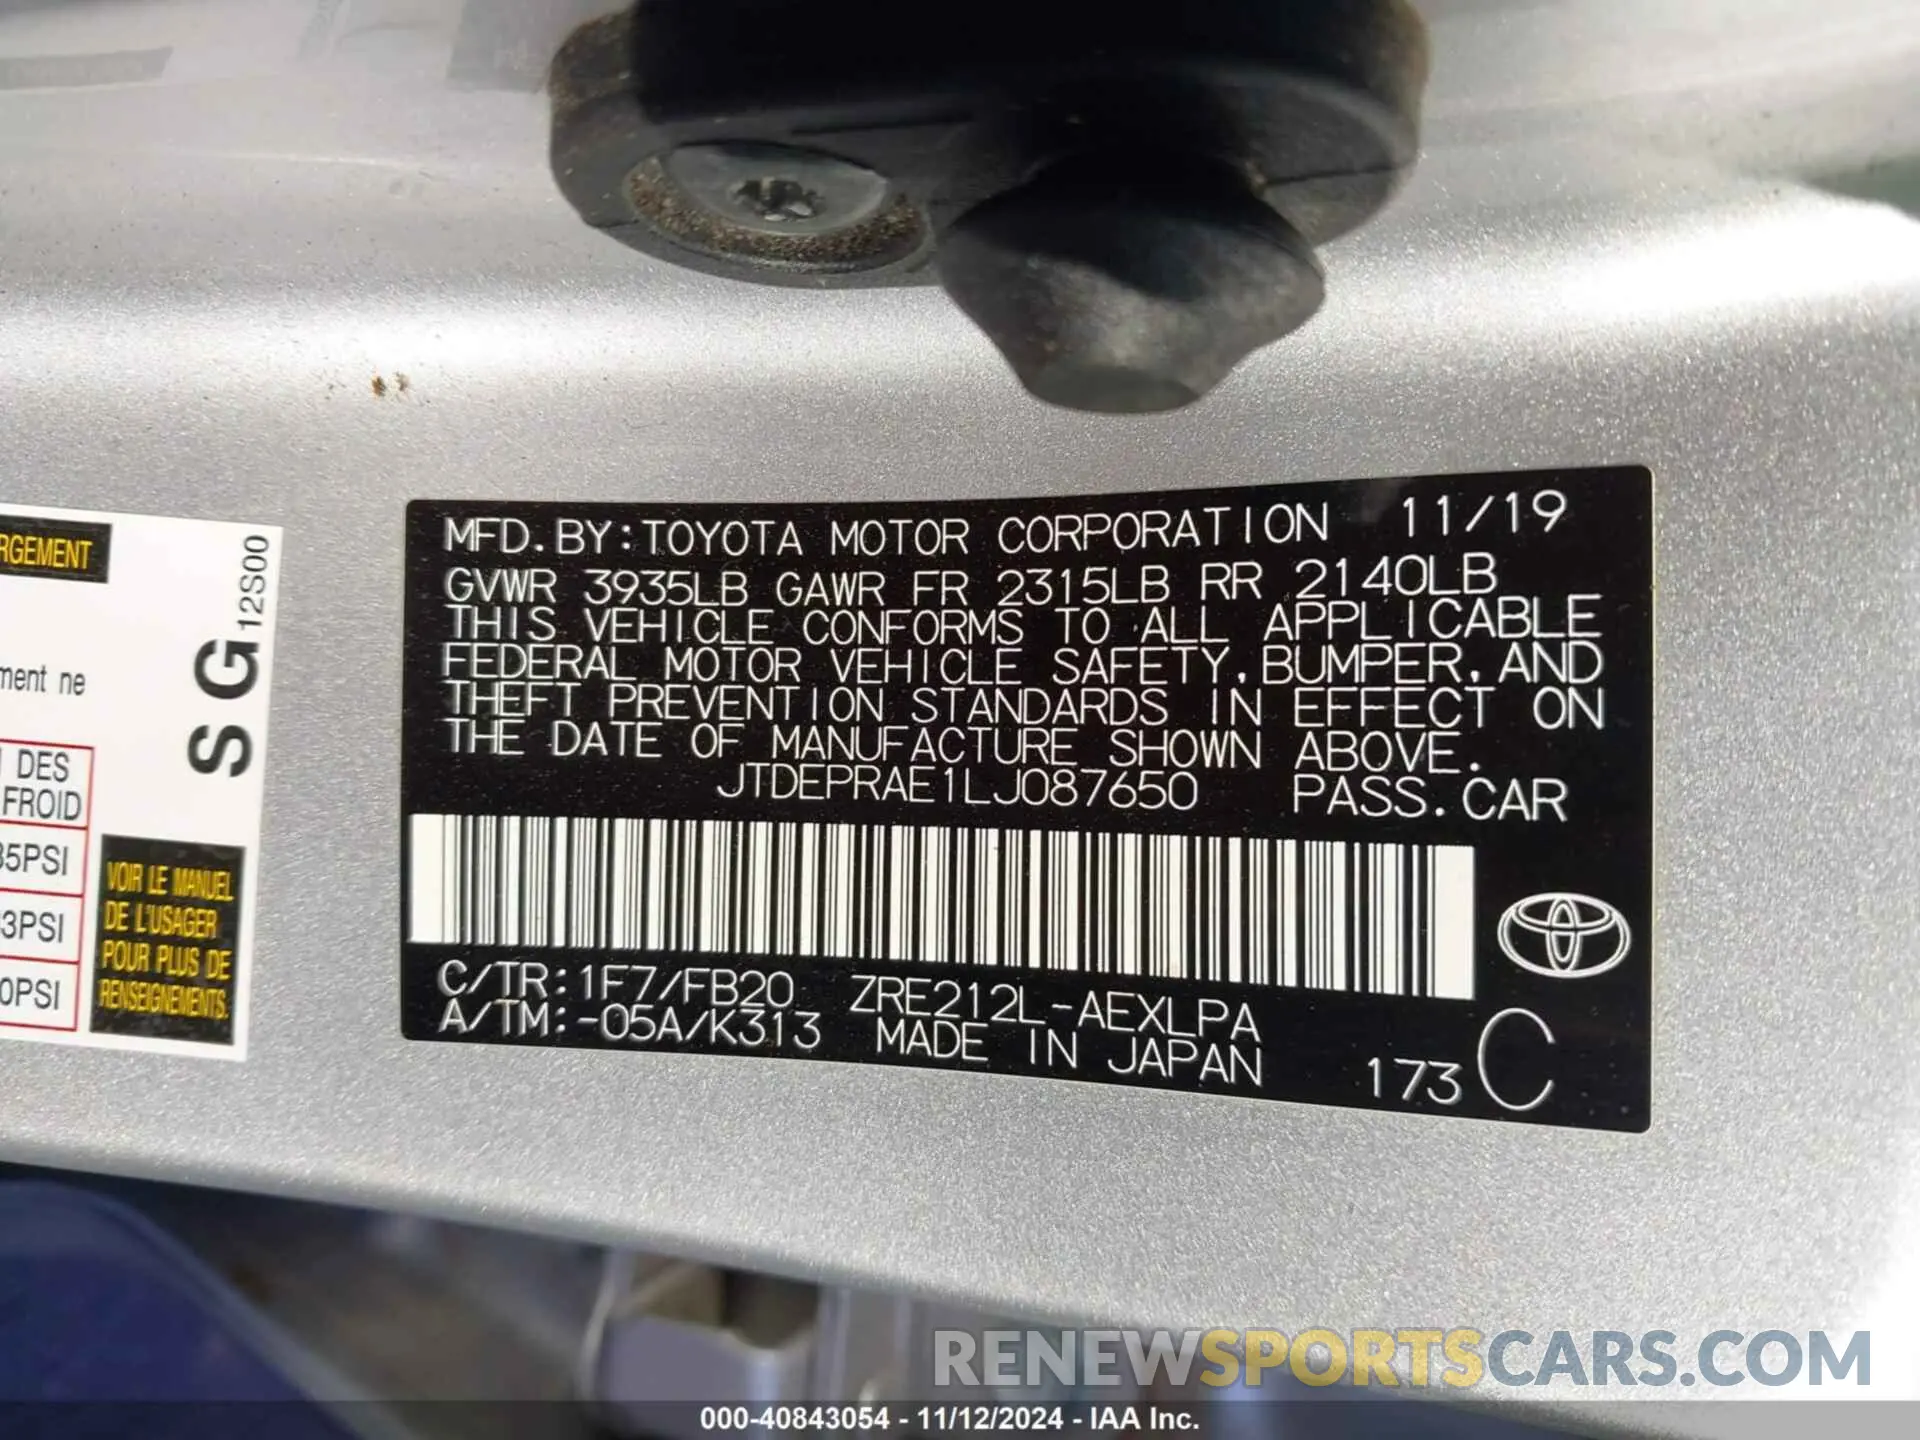 MFD. BY: TOYOTA MOTOR CORPORATION 11/19
GVWR 3935LB GAWR FR 2315LB RR 2140LB
THIS VEHICLE CONFORMS TO ALL APPLICABLE
FEDERAL MOTOR VEHICLE SAFETY, BUMPER, AND
THEFT PREVENTION STANDARDS IN EFFECT ON
THE DATE OF MANUFACTURE SHOWN ABOVE.
JTDEPRAE1LJ087650 PASS. CAR
C/TR: 1F7/FB20 ZRE212L-AEXLPA
A/TM: -05A/K313 MADE IN JAPAN 173 C
RGEMENT
ment ne
SG 12S00
DES
FROID
35PSI
33PSI
0PSI
VOIR LE MANUEL
DE L'USAGER
POUR PLUS DE
RENSEIGNEMENTS.
RENEWSPORTSCARS.COM
000-40843054 - 11/12/2024 - IAA Inc.